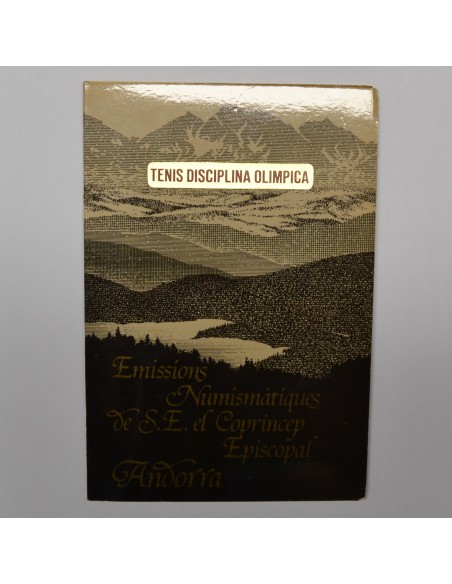 TENIS DISCIPLINA OLIMPICA
Emissions
Numismàtiques
de S.E. el Coprincep
Episcopal
Andorra